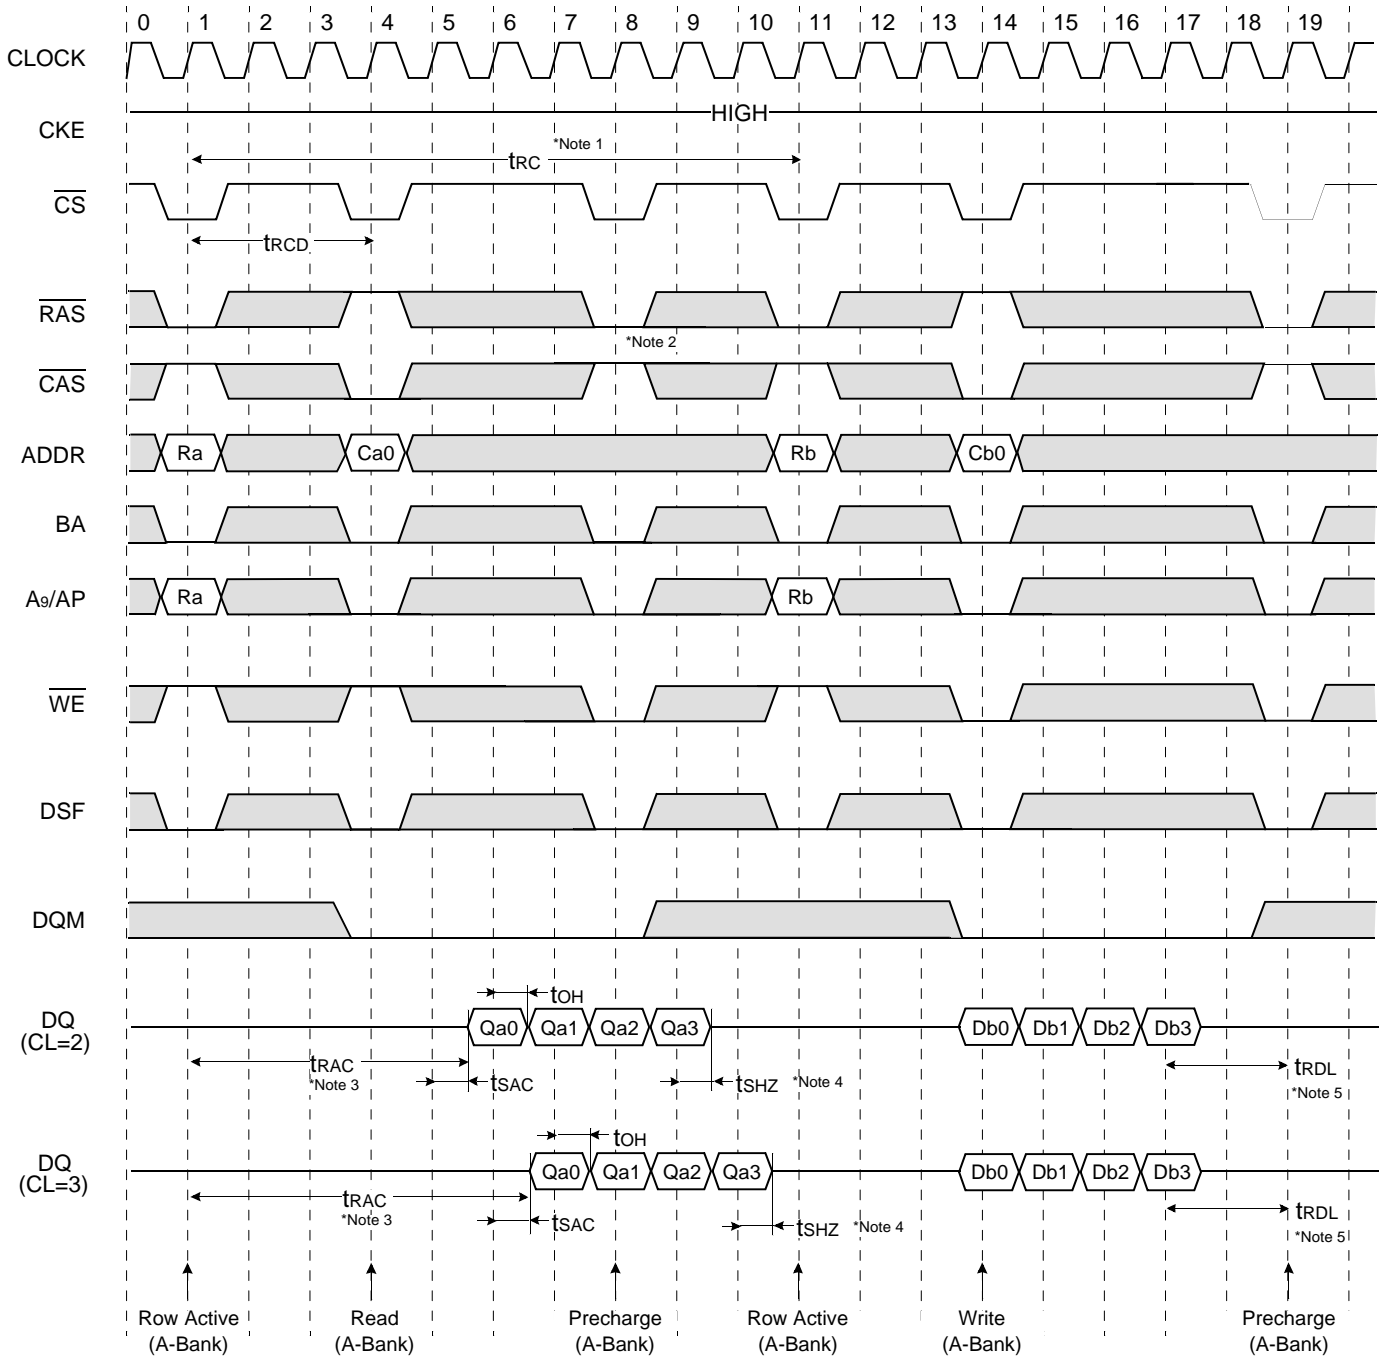 0 1 2 3 4 5 6 7 8 9 10 11 12 13 14 15 16 17 18 19
CLOCK
HIGH
CKE
*Note 1
tRC
CS
tRCD
RAS
*Note 2
CAS
ADDR Ra Ca0 Rb Cb0
BA
A9/AP Ra Rb
WE
DSF
DQM
tOH
DQ
(CL=2)
Qa0 Qa1 Qa2 Qa3 Db0 Db1 Db2 Db3
tRAC
*Note 3
tSAC
tSHZ *Note 4
tRDL
*Note 5
tOH
DQ
(CL=3)
Qa0 Qa1 Qa2 Qa3 Db0 Db1 Db2 Db3
tRAC
*Note 3
tSAC
tSHZ *Note 4
tRDL
*Note 5
Row Active
(A-Bank)
Read
(A-Bank)
Precharge
(A-Bank)
Row Active
(A-Bank)
Write
(A-Bank)
Precharge
(A-Bank)